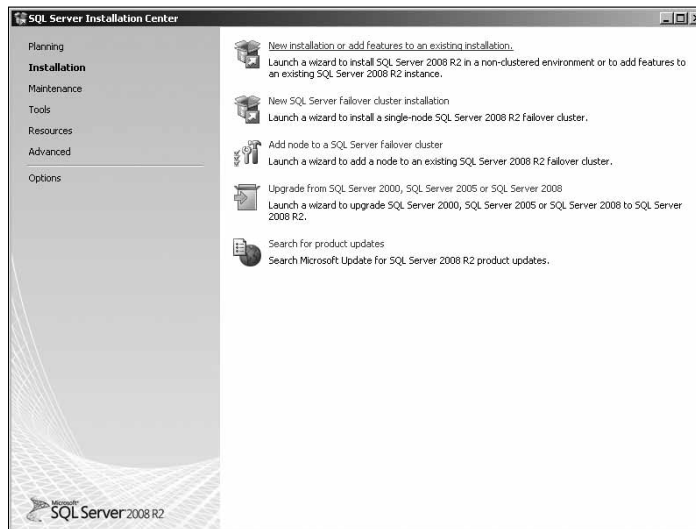 SQL Server Installation Center
Planning
Installation
Maintenance
Tools
Resources
Advanced
Options
New installation or add features to an existing installation.
Launch a wizard to install SQL Server 2008 R2 in a non-clustered environment or to add features to
an existing SQL Server 2008 R2 instance.
New SQL Server failover cluster installation
Launch a wizard to install a single-node SQL Server 2008 R2 failover cluster.
Add node to a SQL Server failover cluster
Launch a wizard to add a node to an existing SQL Server 2008 R2 failover cluster.
Upgrade from SQL Server 2000, SQL Server 2005 or SQL Server 2008
Launch a wizard to upgrade SQL Server 2000, SQL Server 2005 or SQL Server 2008 to SQL Server
2008 R2.
Search for product updates
Search Microsoft Update for SQL Server 2008 R2 product updates.
Microsoft
SQL Server 2008 R2